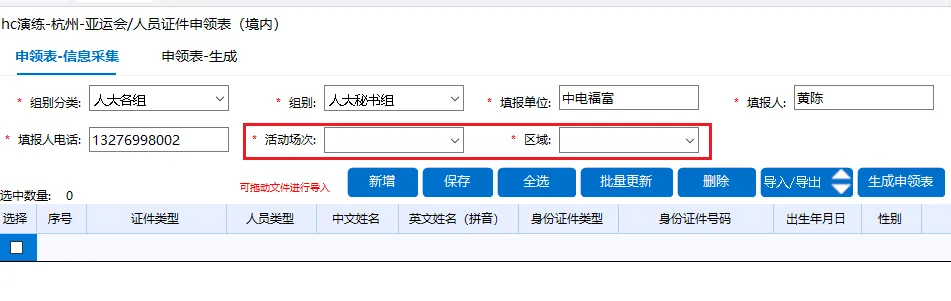 hc演练-杭州-亚运会/人员证件申领表（境内）
申领表-信息采集 申领表-生成
* 组别分类: 人大各组 * 组别: 人大秘书组 * 填报单位: 中电福富 * 填报人: 黄陈
* 填报人电话: 13276998002 * 活动场次: * 区域:
选中数量: 0 可拖动文件进行导入 新增 保存 全选 批量更新 删除 导入/导出 生成申领表
选择 序号 证件类型 人员类型 中文姓名 英文姓名（拼音） 身份证件类型 身份证件号码 出生年月日 性别